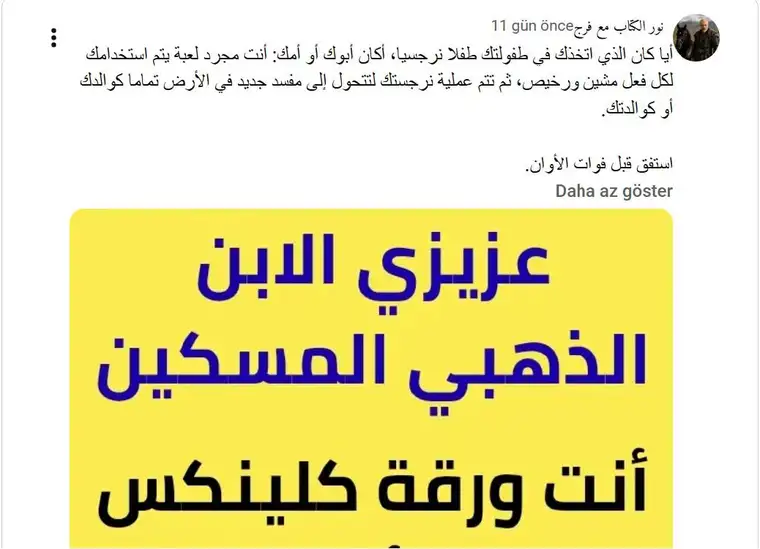 نور الكتاب مع فرج 11 gün önce
أيا كان الذي اتخذك في طفولتك طفلا نرجسيا، أكان أبوك أو أمك: أنت مجرد لعبة يتم استخدامك
لكل فعل مشين ورخيص، ثم تتم عملية نرجستك لتتحول إلى مفسد جديد في الأرض تماما كوالدك
أو كوالدتك.
استفق قبل فوات الأوان.
Daha az göster
عزيزي الابن
الذهبي المسكين
أنت ورقة كلينكس